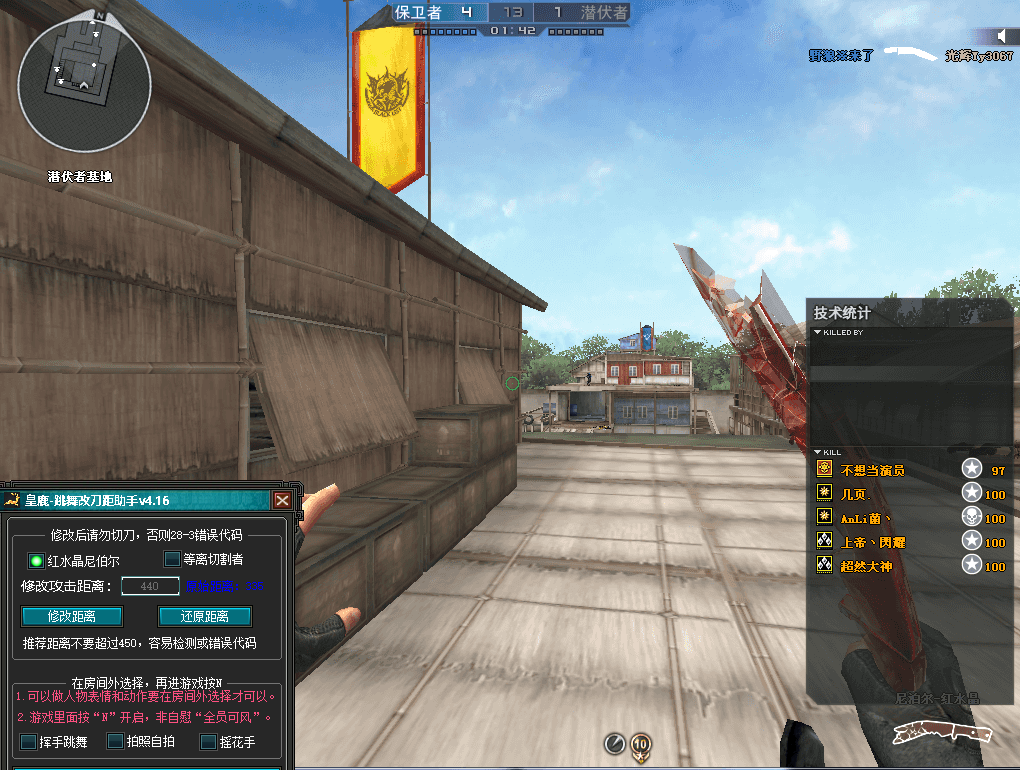 保卫者 4 13 1 潜伏者
01:42
N
野狼※来了 光辉Ty3067
潜伏者基地
BLACK LIST
技术统计
KILLED BY
KILL
不想当演员 97
几页. 100
AnLi菌丶 100
上帝丶闪耀 100
超然大神 100
尼泊尔-红水晶
10
皇鹿-跳舞改刀距助手v4.16
修改后请勿切刀，否则28-3错误代码
红水晶尼伯尔 等离切割者
修改攻击距离： 440
修改距离 还原距离
推荐距离不要超过450，容易检测或错误代码
在房间外选择，再进游戏按N
1.可以做人物表情和动作要在房间外选择才可以。
2.游戏里面按“N”开启，非自慰“全员可风”。
挥手跳舞 拍照自拍 摇花手